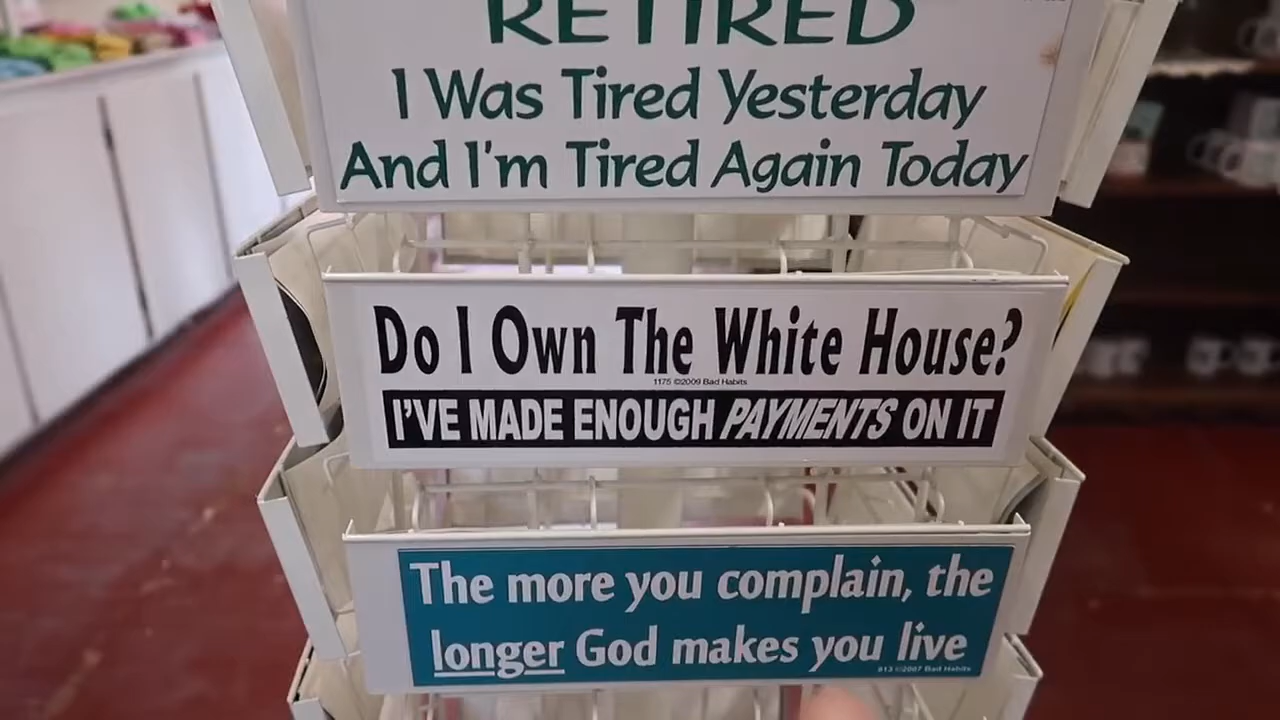 RETIRED
I Was Tired Yesterday
And I'm Tired Again Today
Do I Own The White House?
1175 ©2009 Bad Habits
I'VE MADE ENOUGH PAYMENTS ON IT
The more you complain, the
longer God makes you live
813 ©2007 Bad Habits